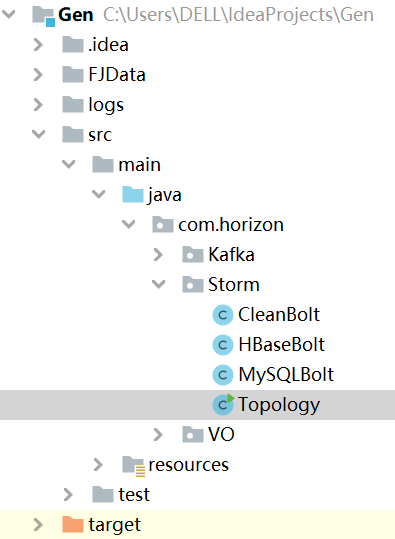 Gen C:\Users\DELL\IdeaProjects\Gen
.idea
FJData
logs
src
main
java
com.horizon
Kafka
Storm
C CleanBolt
C HBaseBolt
C MySQLBolt
C Topology
VO
resources
test
target